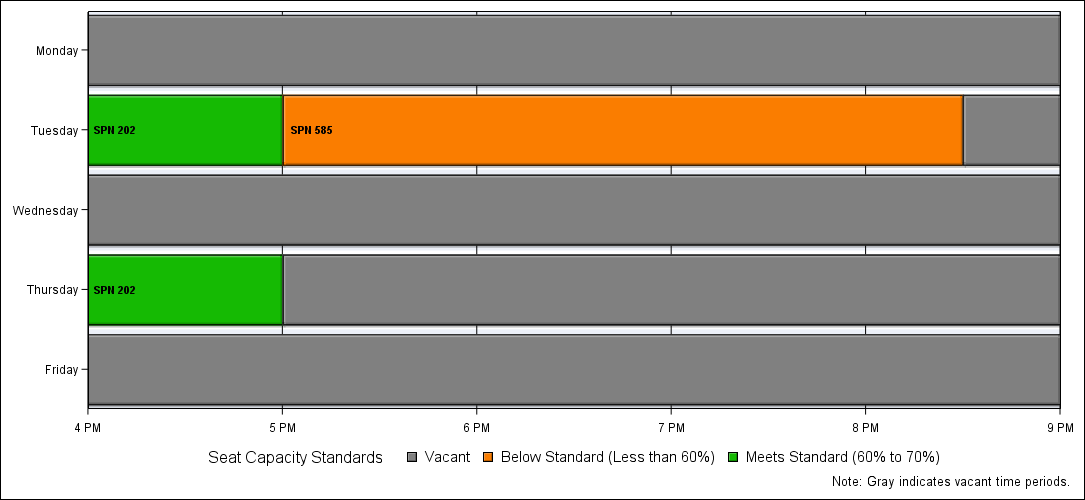 Monday
Tuesday
SPN 202
SPN 585
Wednesday
Thursday
SPN 202
Friday
4 PM 5 PM 6 PM 7 PM 8 PM 9 PM
Seat Capacity Standards Vacant Below Standard (Less than 60%) Meets Standard (60% to 70%)
Note: Gray indicates vacant time periods.